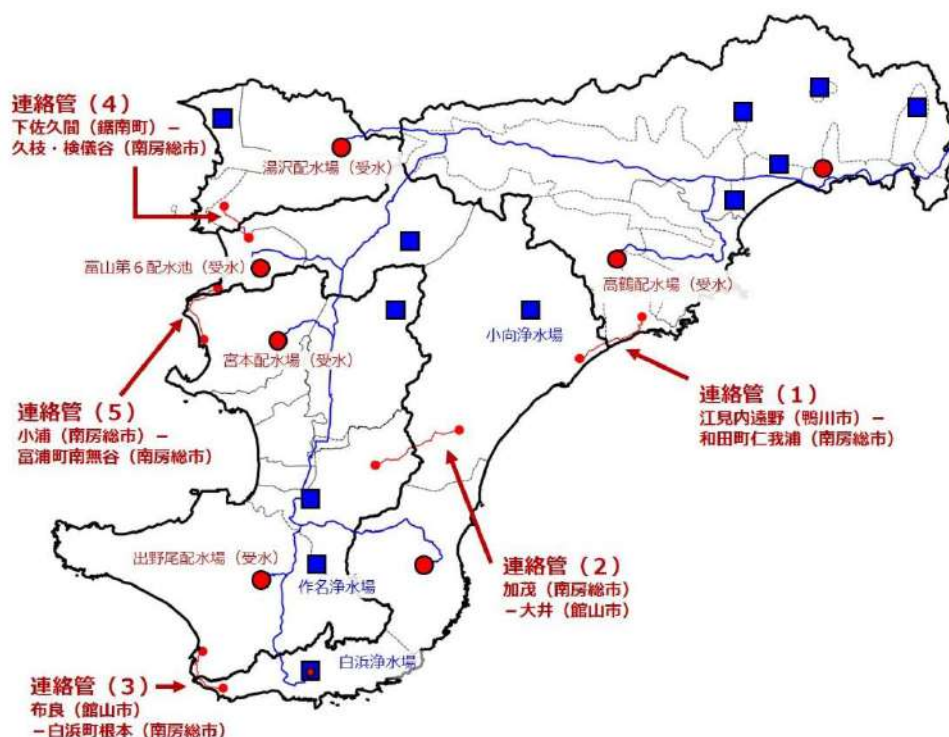 連絡管（４）
下佐久間（鋸南町）－
久枝・検儀谷（南房総市）
湯沢配水場（受水）
富山第６配水池（受水）
高鶴配水場（受水）
小向浄水場
宮本配水場（受水）
連絡管（１）
江見内遠野（鴨川市）－
和田町仁我浦（南房総市）
連絡管（５）
小浦（南房総市）－
富浦町南無谷（南房総市）
出野尾配水場（受水）
作名浄水場
連絡管（２）
加茂（南房総市）
－大井（館山市）
白浜浄水場
連絡管（３）
布良（館山市）
－白浜町根本（南房総市）